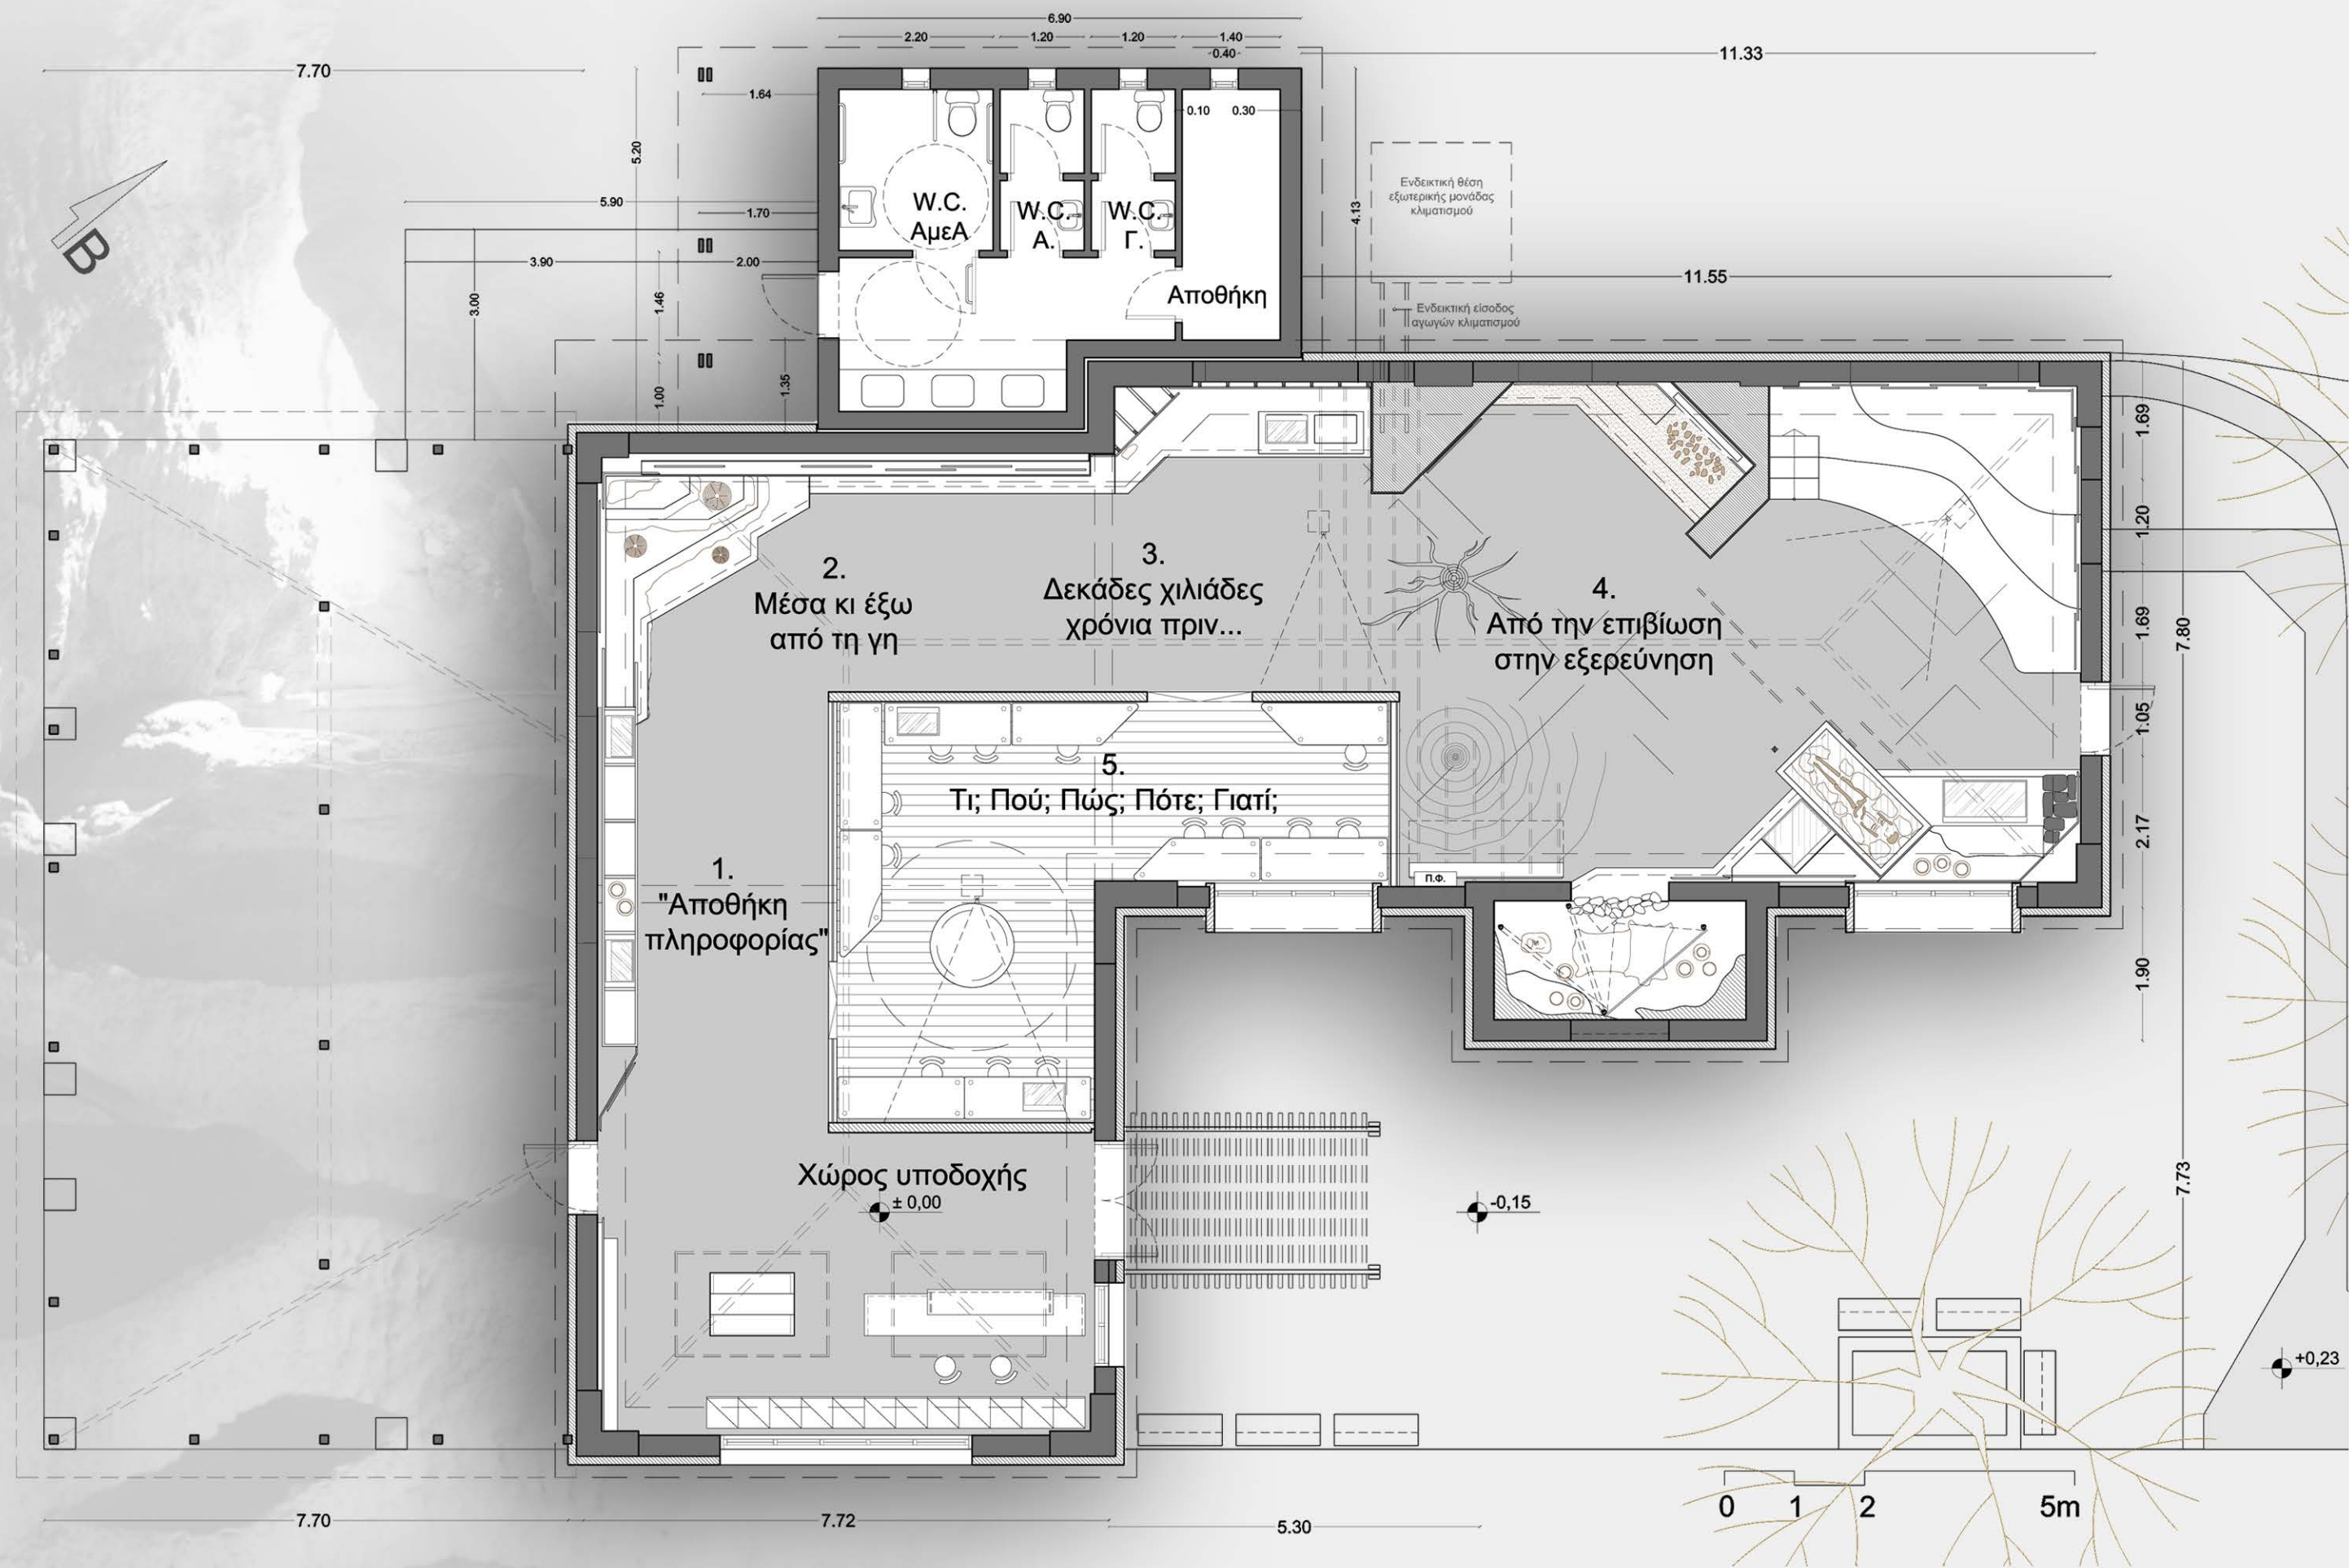 6.90
2.20
1.20
1.20
1.40
0.40
11.33
7.70
1.64
0.10
0.30
5.20
5.90
1.70
4.13
W.C.
ΑμεΑ
W.C.
Α.
W.C.
Γ.
Ενδεικτική θέση
εξωτερικής μονάδας
κλιματισμού
Β
3.90
2.00
3.00
1.46
Αποθήκη
11.55
Ενδεικτική είσοδος
αγωγών κλιματισμού
1.00
1.35
1.69
1.20
1.69
7.80
1.05
2.17
1.90
2.
Μέσα κι έξω
από τη γη
3.
Δεκάδες χιλιάδες
χρόνια πριν...
4.
Από την επιβίωση
στην εξερεύνηση
5.
Τι; Πού; Πώς; Πότε; Γιατί;
1.
"Αποθήκη
πληροφορίας"
Π.Φ.
Χώρος υποδοχής
± 0,00
-0,15
7.73
+0,23
0 1 2 5m
7.70
7.72
5.30